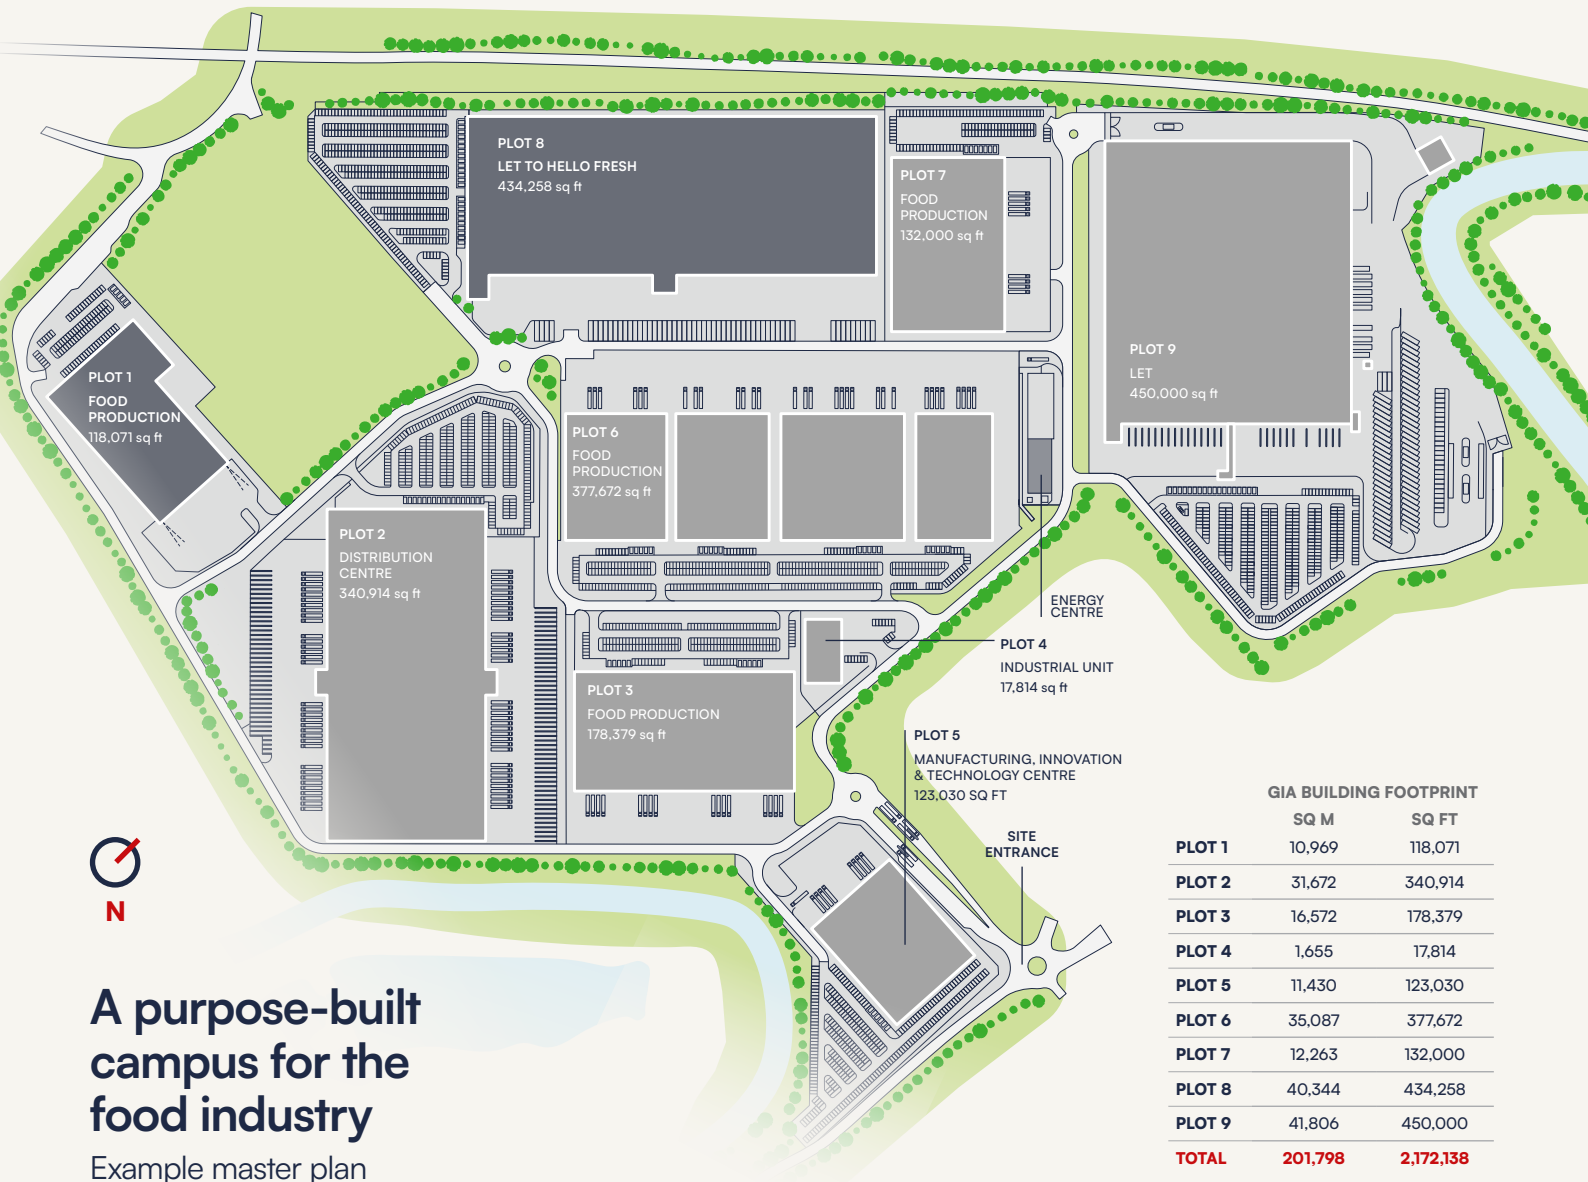 PLOT 8
LET TO HELLO FRESH
434,258 sq ft
PLOT 7
FOOD
PRODUCTION
132,000 sq ft
PLOT 9
LET
450,000 sq ft
PLOT 1
FOOD
PRODUCTION
118,071 sq ft
PLOT 6
FOOD
PRODUCTION
377,672 sq ft
PLOT 2
DISTRIBUTION
CENTRE
340,914 sq ft
ENERGY
CENTRE
PLOT 4
INDUSTRIAL UNIT
17,814 sq ft
PLOT 3
FOOD PRODUCTION
178,379 sq ft
PLOT 5
MANUFACTURING, INNOVATION
& TECHNOLOGY CENTRE
123,030 SQ FT
SITE
ENTRANCE
N
A purpose-built
campus for the
food industry
Example master plan
GIA BUILDING FOOTPRINT
SQ M SQ FT
PLOT 1 10,969 118,071
PLOT 2 31,672 340,914
PLOT 3 16,572 178,379
PLOT 4 1,655 17,814
PLOT 5 11,430 123,030
PLOT 6 35,087 377,672
PLOT 7 12,263 132,000
PLOT 8 40,344 434,258
PLOT 9 41,806 450,000
TOTAL 201,798 2,172,138